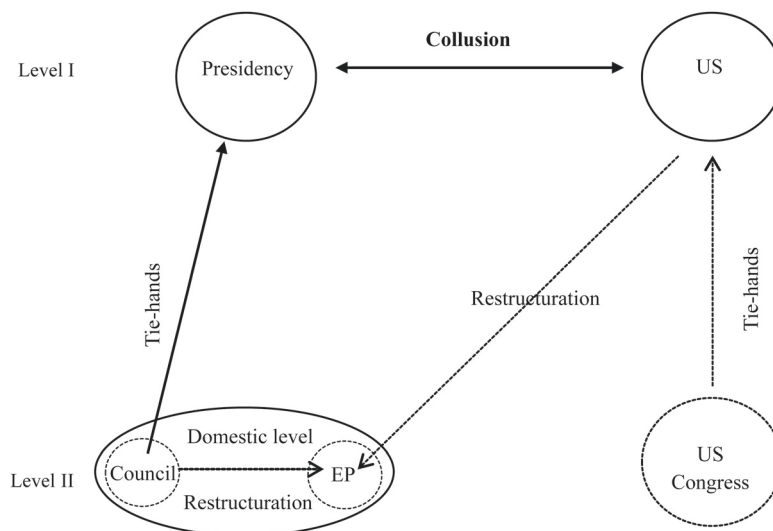 Collusion
Level I
Presidency
US
Tie-hands
Restructuration
Tie-hands
Domestic level
Council
EP
Restructuration
Level II
US
Congress